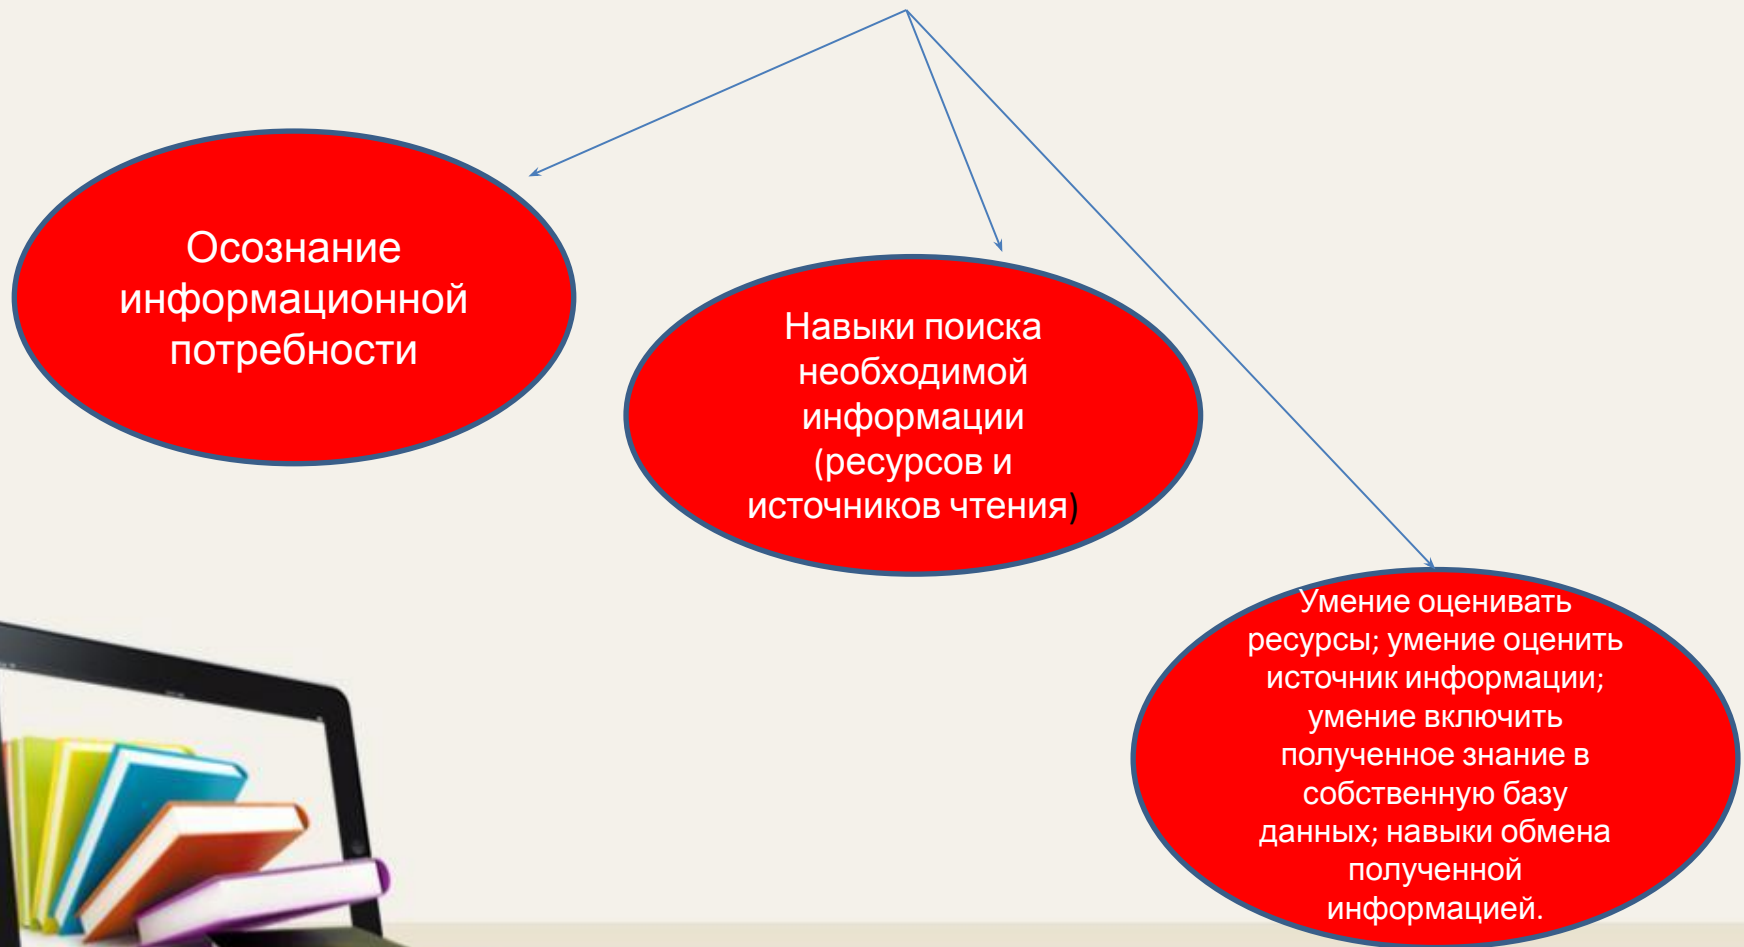 Осознание
информационной
потребности
Навыки поиска
необходимой
информации
(ресурсов и
источников чтения)
Умение оценивать
ресурсы; умение оценить
источник информации;
умение включить
полученное знание в
собственную базу
данных; навыки обмена
полученной
информацией.